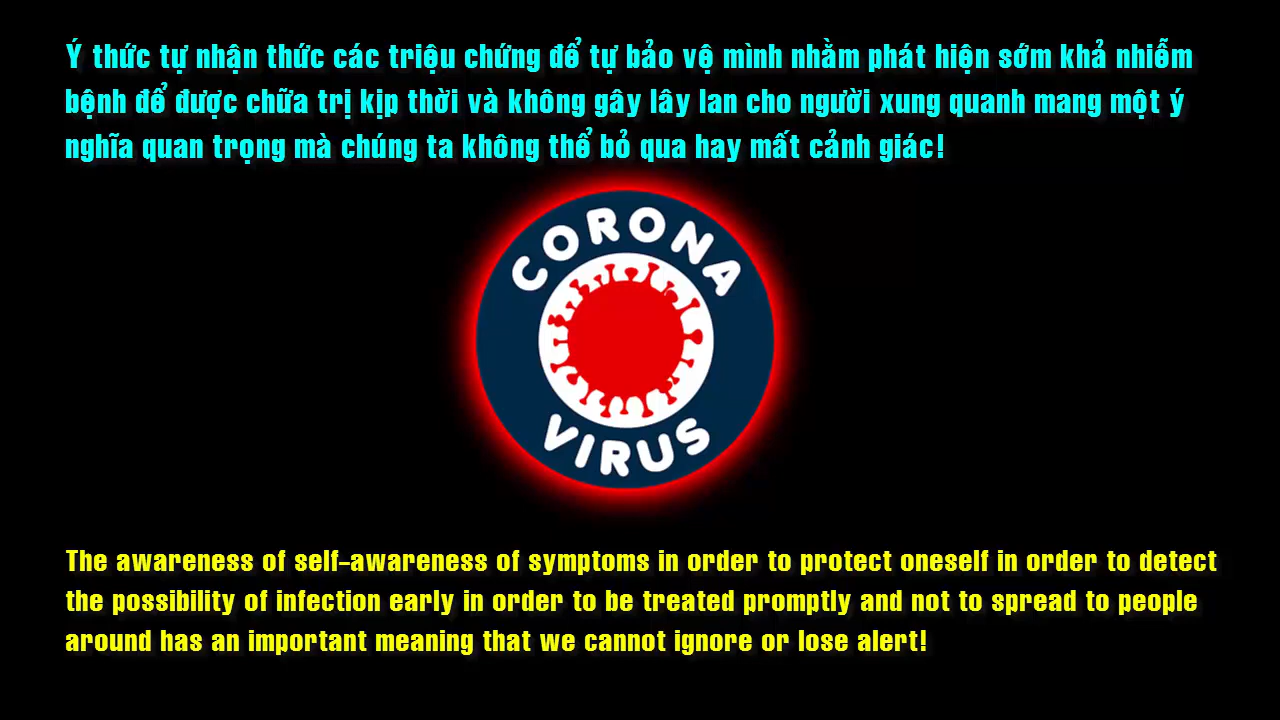 Ý thức tự nhận thức các triệu chứng để tự bảo vệ mình nhằm phát hiện sớm khả nhiễm
bệnh để được chữa trị kịp thời và không gây lây lan cho người xung quanh mang một ý
nghĩa quan trọng mà chúng ta không thể bỏ qua hay mất cảnh giác!
CORONA
VIRUS
The awareness of self-awareness of symptoms in order to protect oneself in order to detect
the possibility of infection early in order to be treated promptly and not to spread to people
around has an important meaning that we cannot ignore or lose alert!